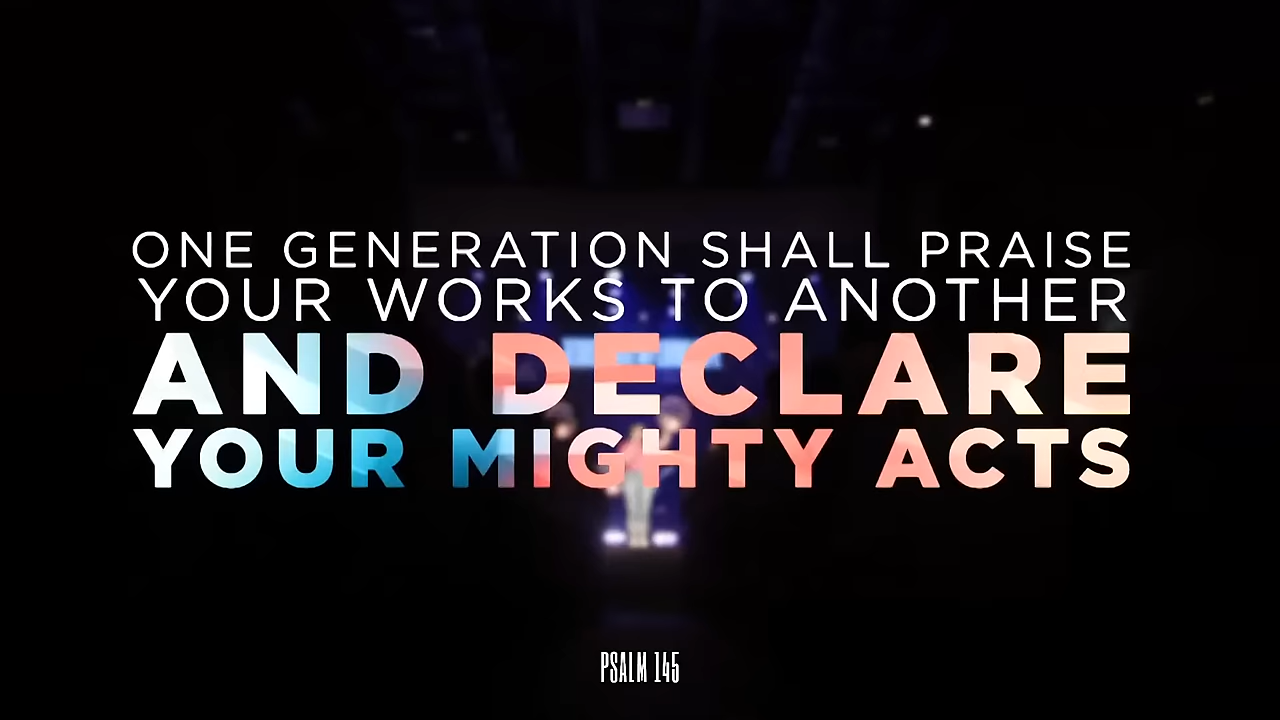 ONE GENERATION SHALL PRAISE
YOUR WORKS TO ANOTHER
AND DECLARE
YOUR MIGHTY ACTS
PSALM 145